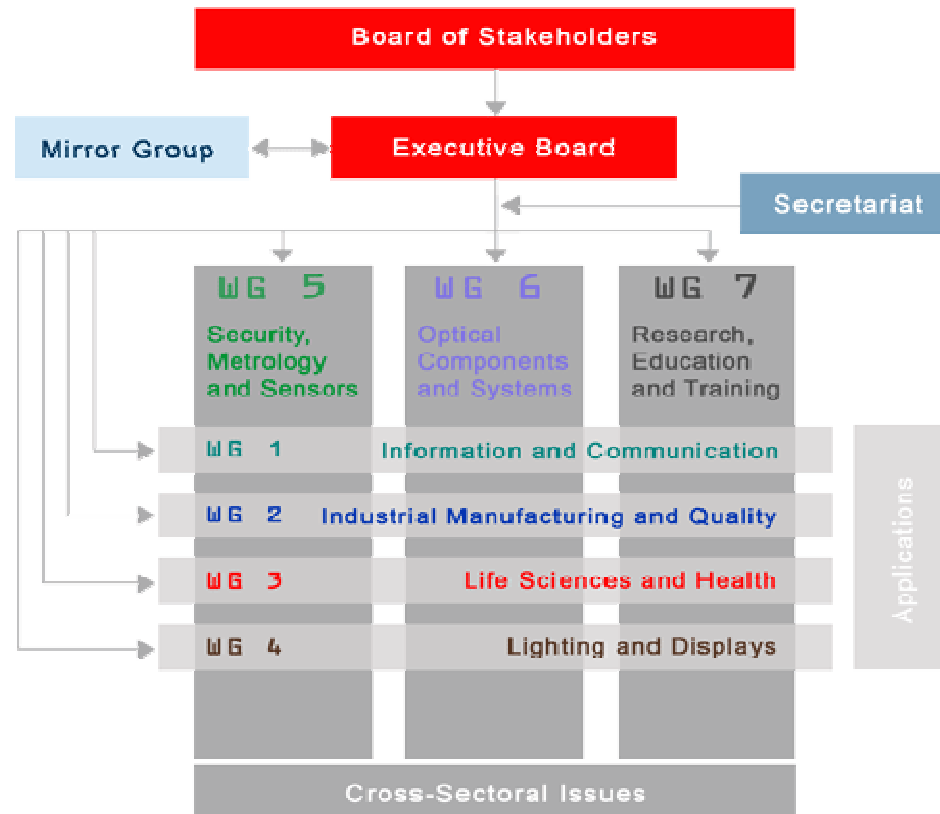 Board of Stakeholders
Mirror Group
Executive Board
Secretariat
WG 5
Security,
Metrology
and Sensors
WG 6
Optical
Components
and Systems
WG 7
Research,
Education
and Training
WG 1 Information and Communication
WG 2 Industrial Manufacturing and Quality
WG 3 Life Sciences and Health
WG 4 Lighting and Displays
Applications
Cross-Sectoral Issues